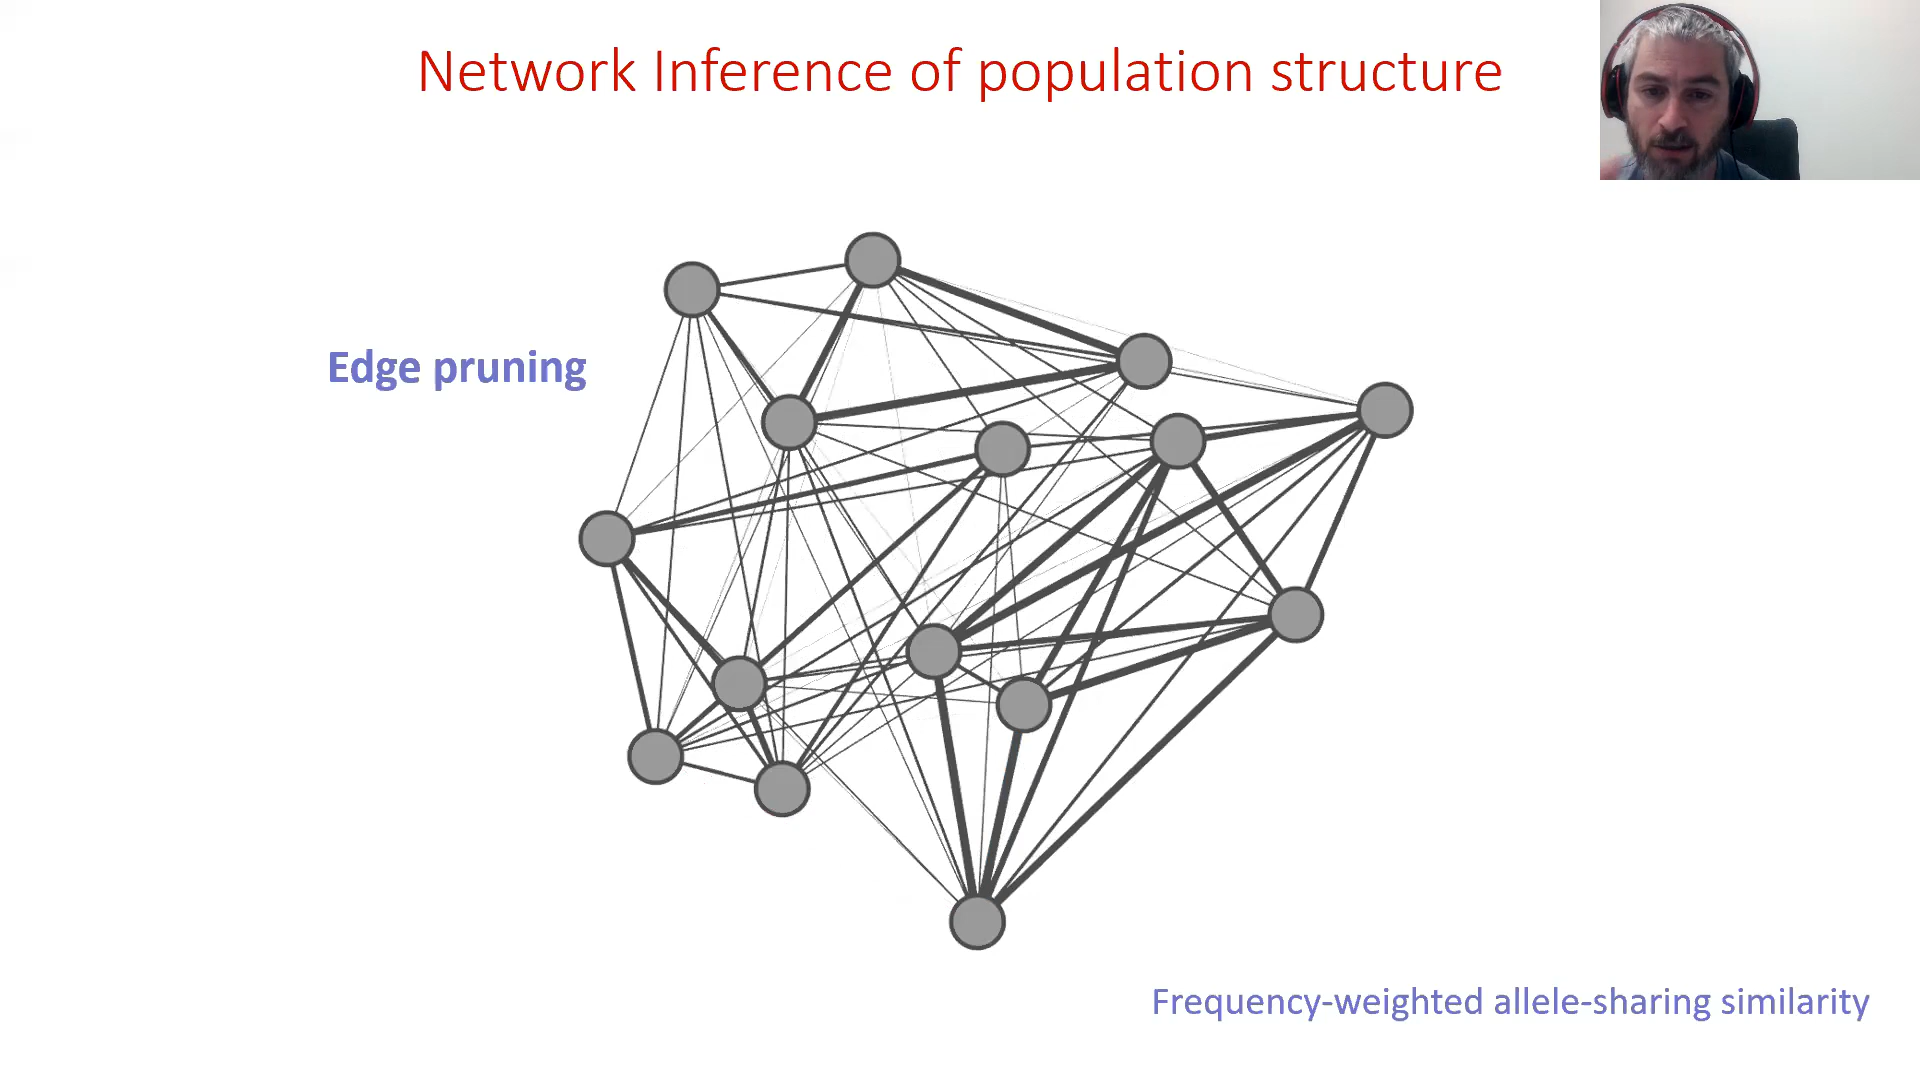 Network Inference of population structure
Edge pruning
Frequency-weighted allele-sharing similarity